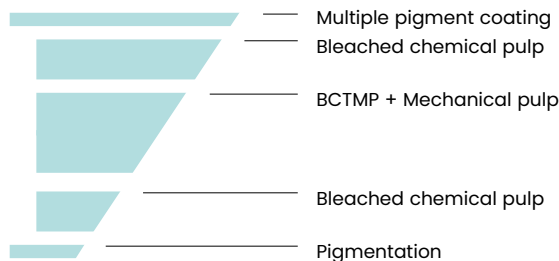 Multiple pigment coating
Bleached chemical pulp
BCTMP + Mechanical pulp
Bleached chemical pulp
Pigmentation